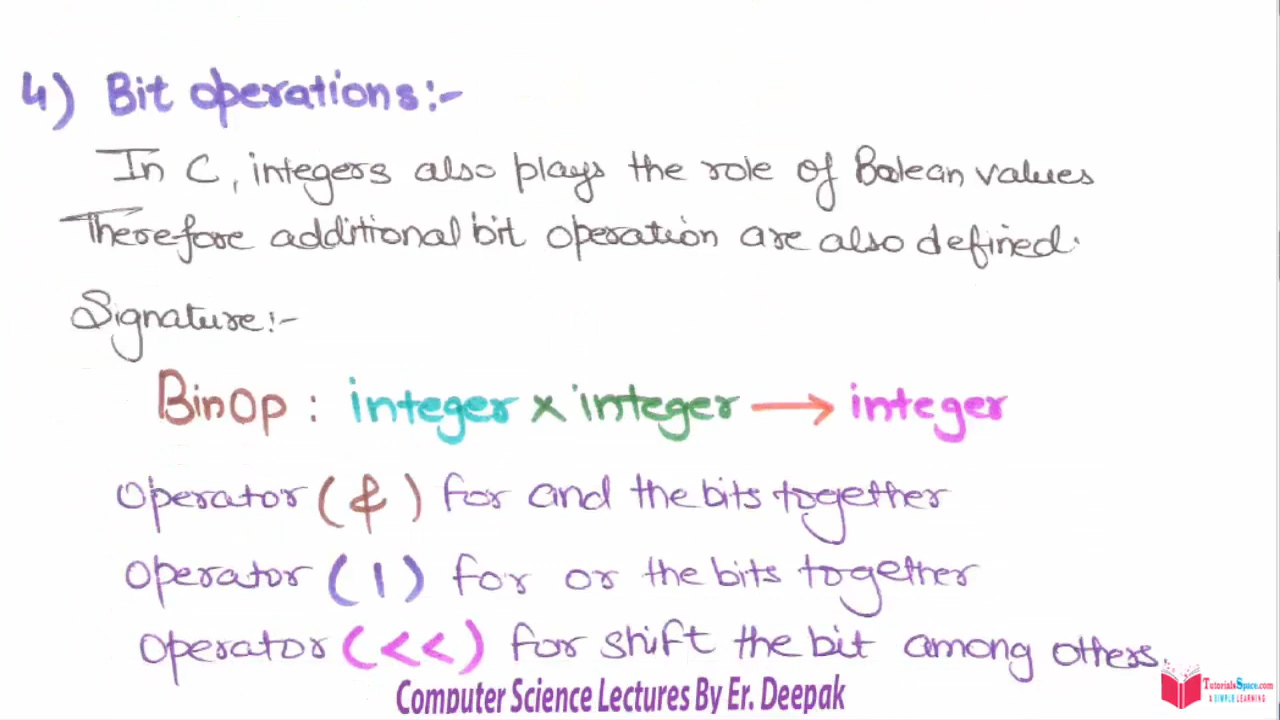 4) Bit operations:-
In C, integers also plays the role of Bolean values
Therefore additional bit operation are also defined.
Signature:-
BinOp : integer x integer → integer
Operator (&) for and the bits together
Operator (|) for or the bits together
Operator (<<) for shift the bit among others.
Computer Science Lectures By Er. Deepak
TutorialsSpace.com
A SIMPLE LEARNING